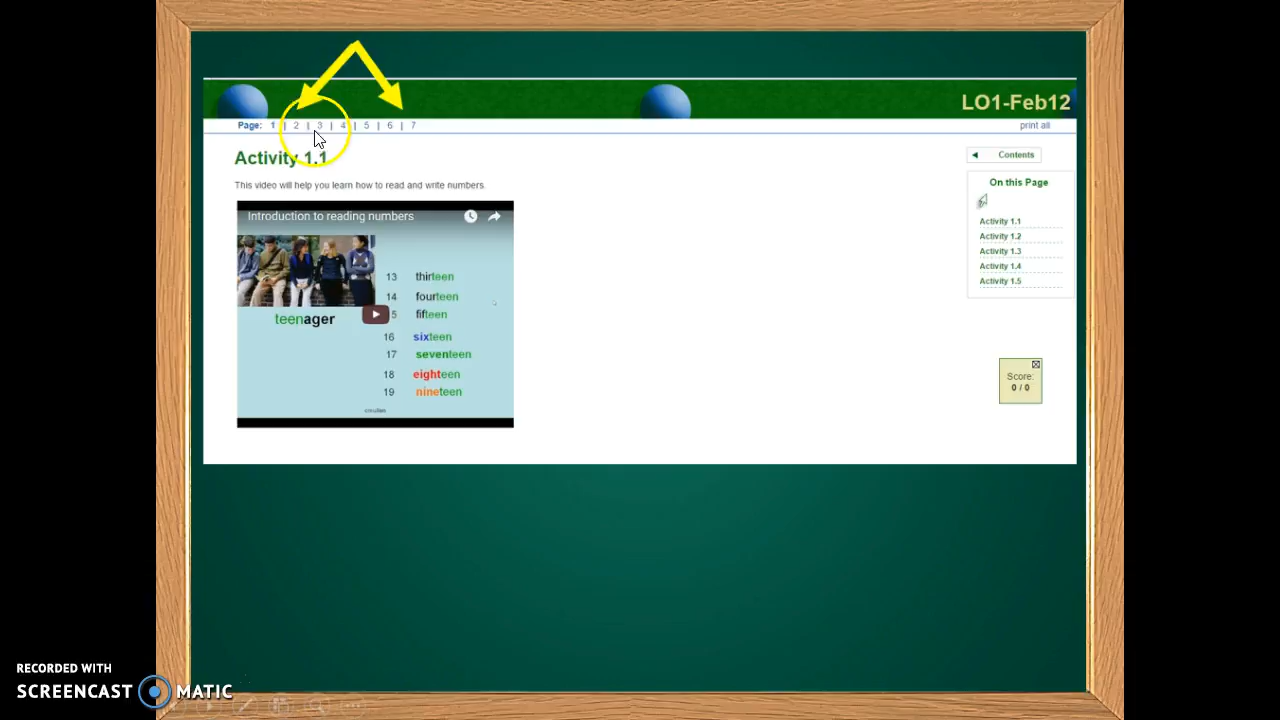 LO1-Feb12
Page: 1 | 2 | 3 | 4 | 5 | 6 | 7
print all
Activity 1.1
This video will help you learn how to read and write numbers.
Introduction to reading numbers
13 thirteen
14 fourteen
5 fifteen
16 sixteen
17 seventeen
18 eighteen
19 nineteen
teenager
Contents
On this Page
Activity 1.1
Activity 1.2
Activity 1.3
Activity 1.4
Activity 1.5
Score:
0 / 0
RECORDED WITH
SCREENCAST MATIC